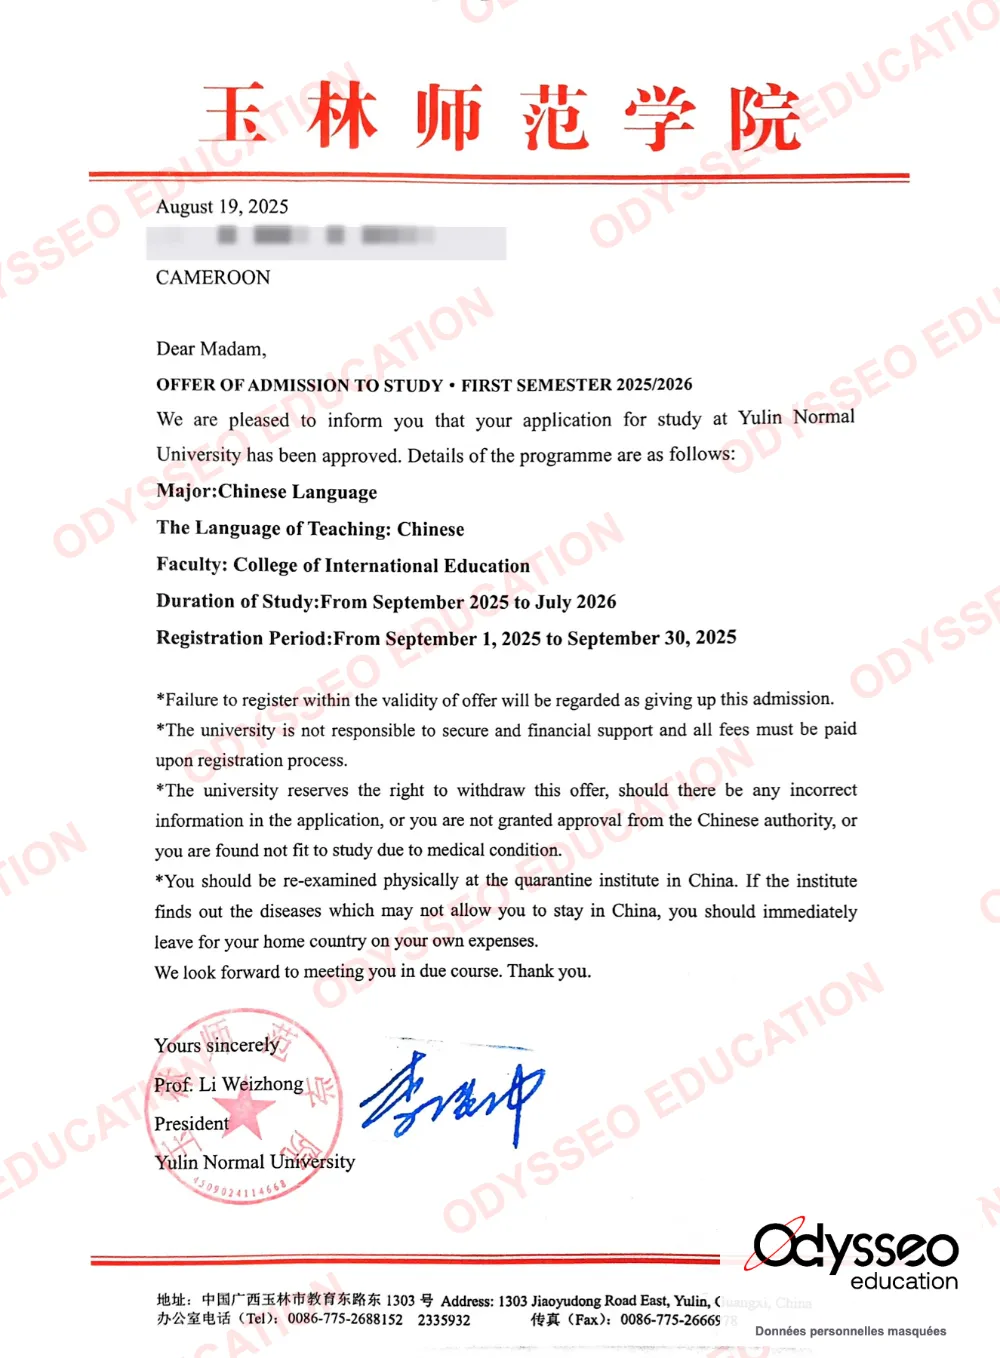 玉林师范学院
August 19, 2025
CAMEROON
Dear Madam,
OFFER OF ADMISSION TO STUDY • FIRST SEMESTER 2025/2026
We are pleased to inform you that your application for study at Yulin Normal
University has been approved. Details of the programme are as follows:
Major:Chinese Language
The Language of Teaching: Chinese
Faculty: College of International Education
Duration of Study:From September 2025 to July 2026
Registration Period:From September 1, 2025 to September 30, 2025
*Failure to register within the validity of offer will be regarded as giving up this admission.
*The university is not responsible to secure and financial support and all fees must be paid
upon registration process.
*The university reserves the right to withdraw this offer, should there be any incorrect
information in the application, or you are not granted approval from the Chinese authority, or
you are found not fit to study due to medical condition.
*You should be re-examined physically at the quarantine institute in China. If the institute
finds out the diseases which may not allow you to stay in China, you should immediately
leave for your home country on your own expenses.
We look forward to meeting you in due course. Thank you.
Yours sincerely
Prof. Li Weizhong
President
Yulin Normal University
玉林师范学院
4509024114668
Odysseo
education
地址：中国广西玉林市教育东路东 1303 号 Address: 1303 Jiaoyudong Road East, Yulin, Guangxi, China
办公室电话（Tel）：0086-775-2688152 2335932 传真（Fax）：0086-775-2666978
Données personnelles masquées
ODYSSEO EDUCATION